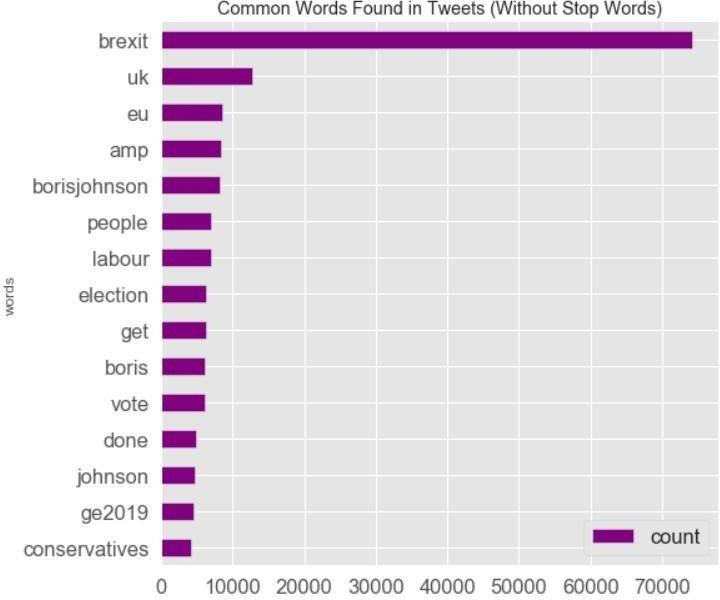 Common Words Found in Tweets (Without Stop Words)
brexit
uk
eu
amp
borisjohnson
people
labour
election
get
boris
vote
done
johnson
ge2019
conservatives
words
count
0 10000 20000 30000 40000 50000 60000 70000